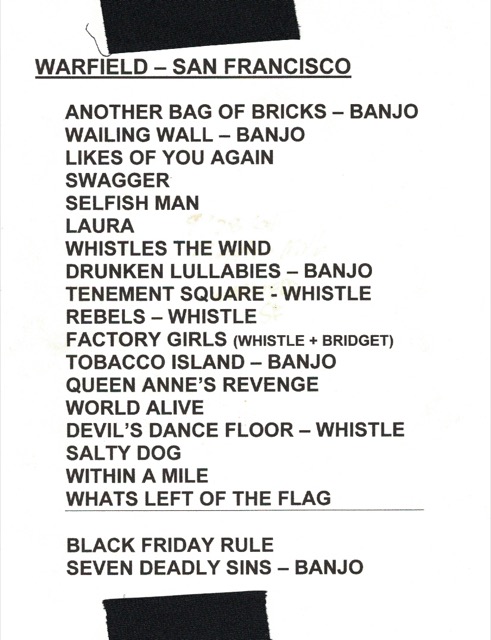 WARFIELD – SAN FRANCISCO
ANOTHER BAG OF BRICKS – BANJO
WAILING WALL – BANJO
LIKES OF YOU AGAIN
SWAGGER
SELFISH MAN
LAURA
WHISTLES THE WIND
DRUNKEN LULLABIES – BANJO
TENEMENT SQUARE - WHISTLE
REBELS – WHISTLE
FACTORY GIRLS (WHISTLE + BRIDGET)
TOBACCO ISLAND – BANJO
QUEEN ANNE'S REVENGE
WORLD ALIVE
DEVIL'S DANCE FLOOR – WHISTLE
SALTY DOG
WITHIN A MILE
WHATS LEFT OF THE FLAG
BLACK FRIDAY RULE
SEVEN DEADLY SINS – BANJO